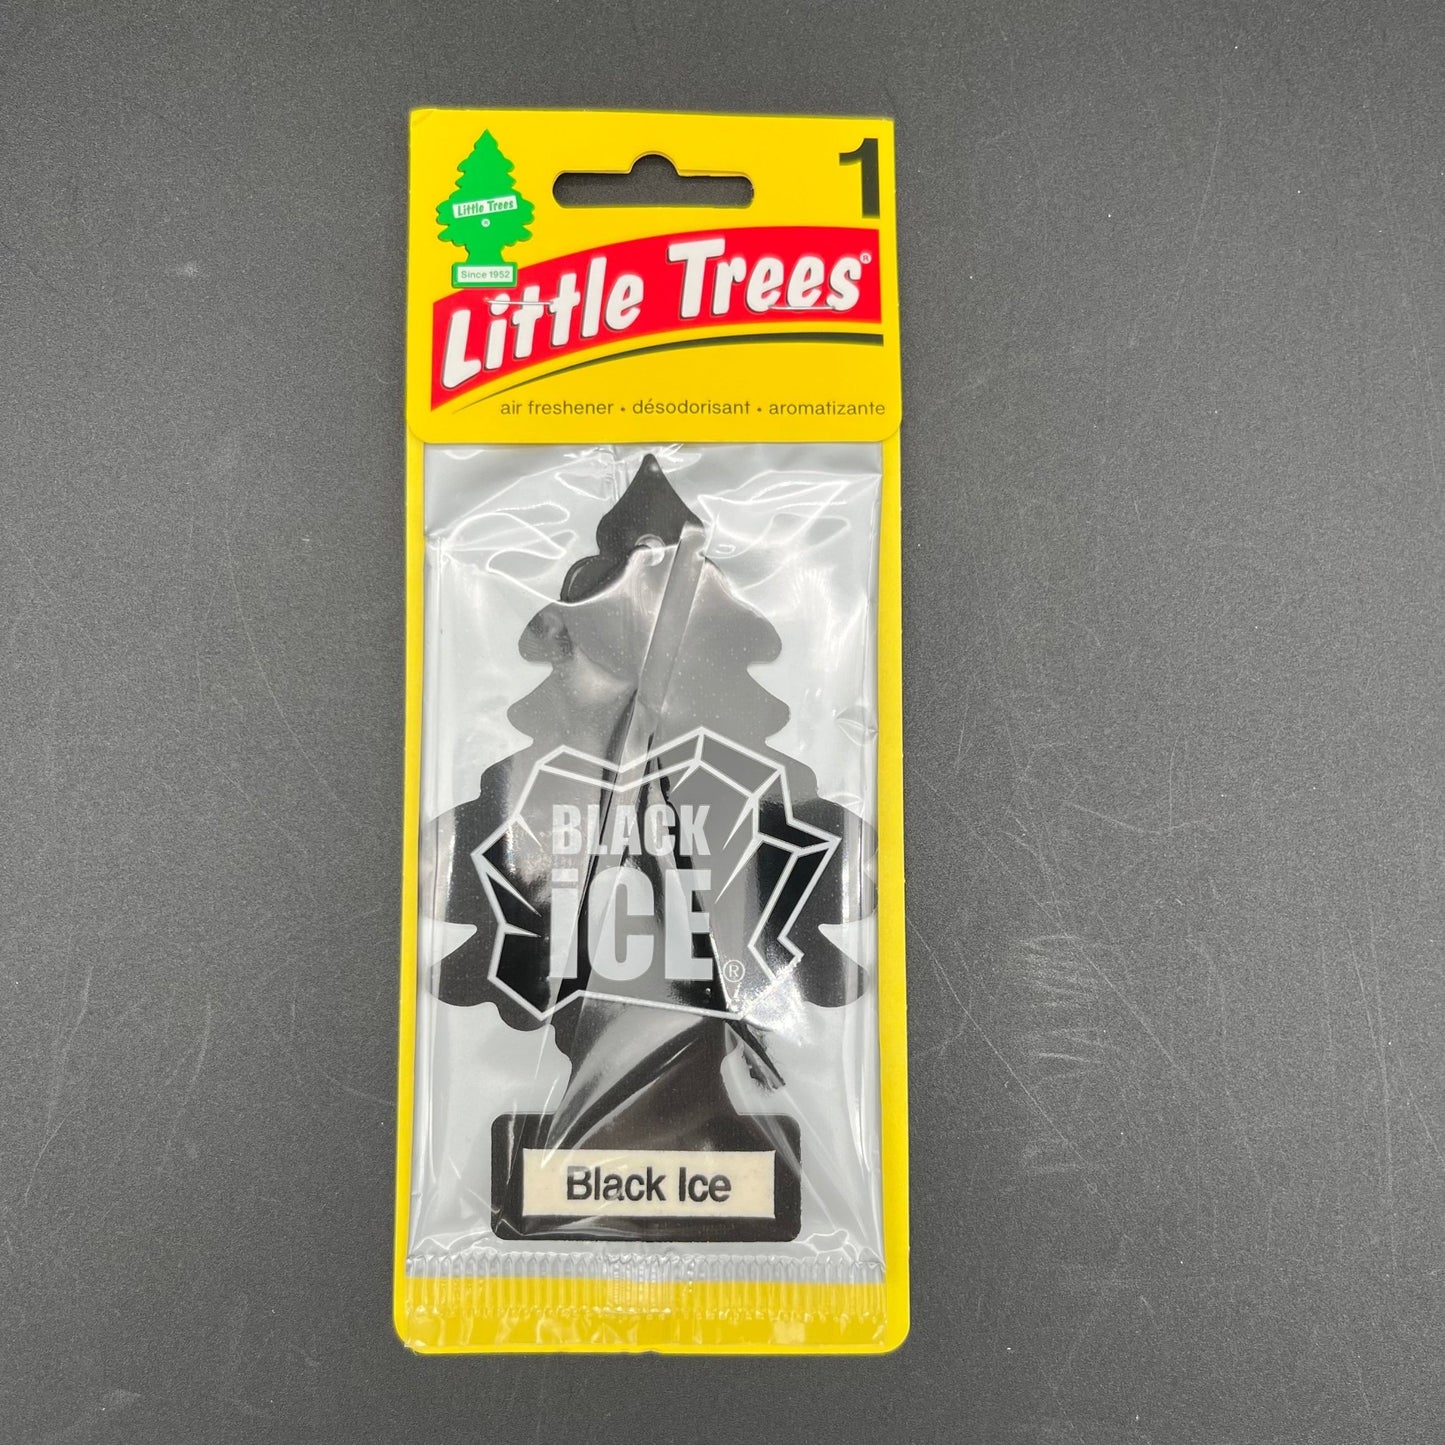 1
Little Trees
®
Since 1952
Little Trees®
air freshener • désodorisant • aromatizante
BLACK
iCE®
Black Ice